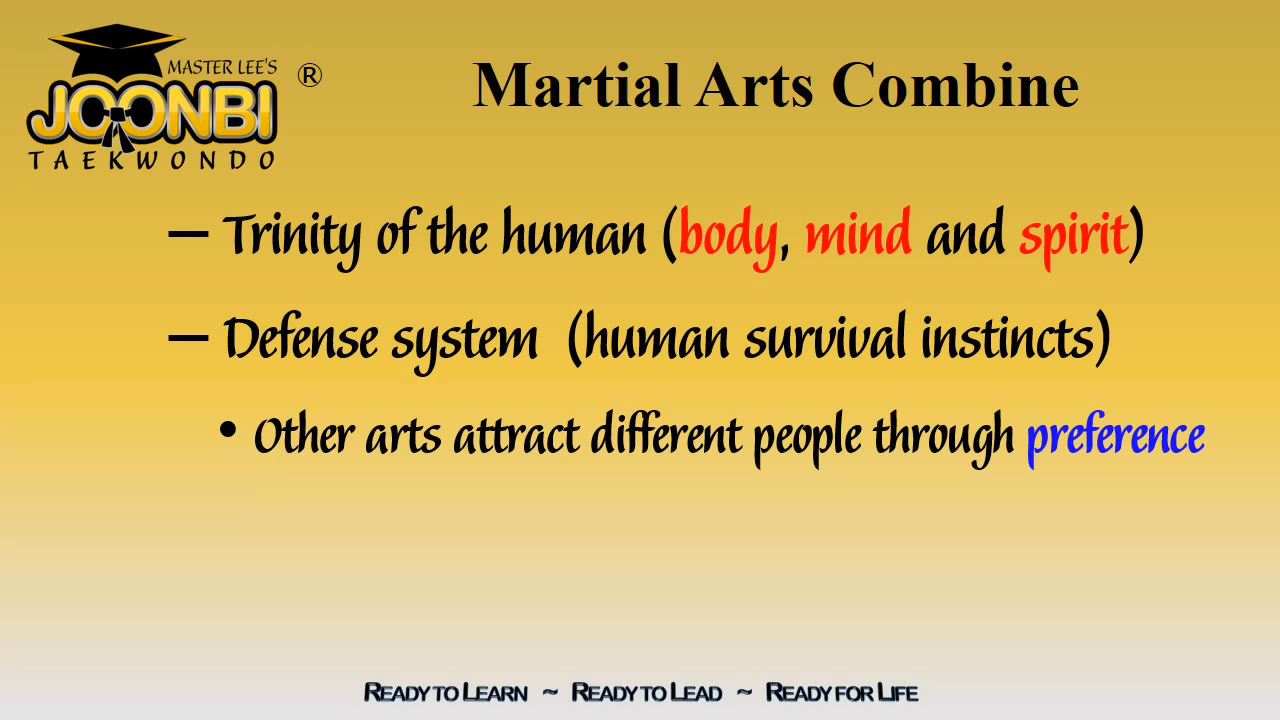 MASTER LEE'S
JOONBI
TAEKWONDO
®
Martial Arts Combine
– Trinity of the human (body, mind and spirit)
– Defense system (human survival instincts)
• Other arts attract different people through preference
READY TO LEARN ~ READY TO LEAD ~ READY FOR LIFE